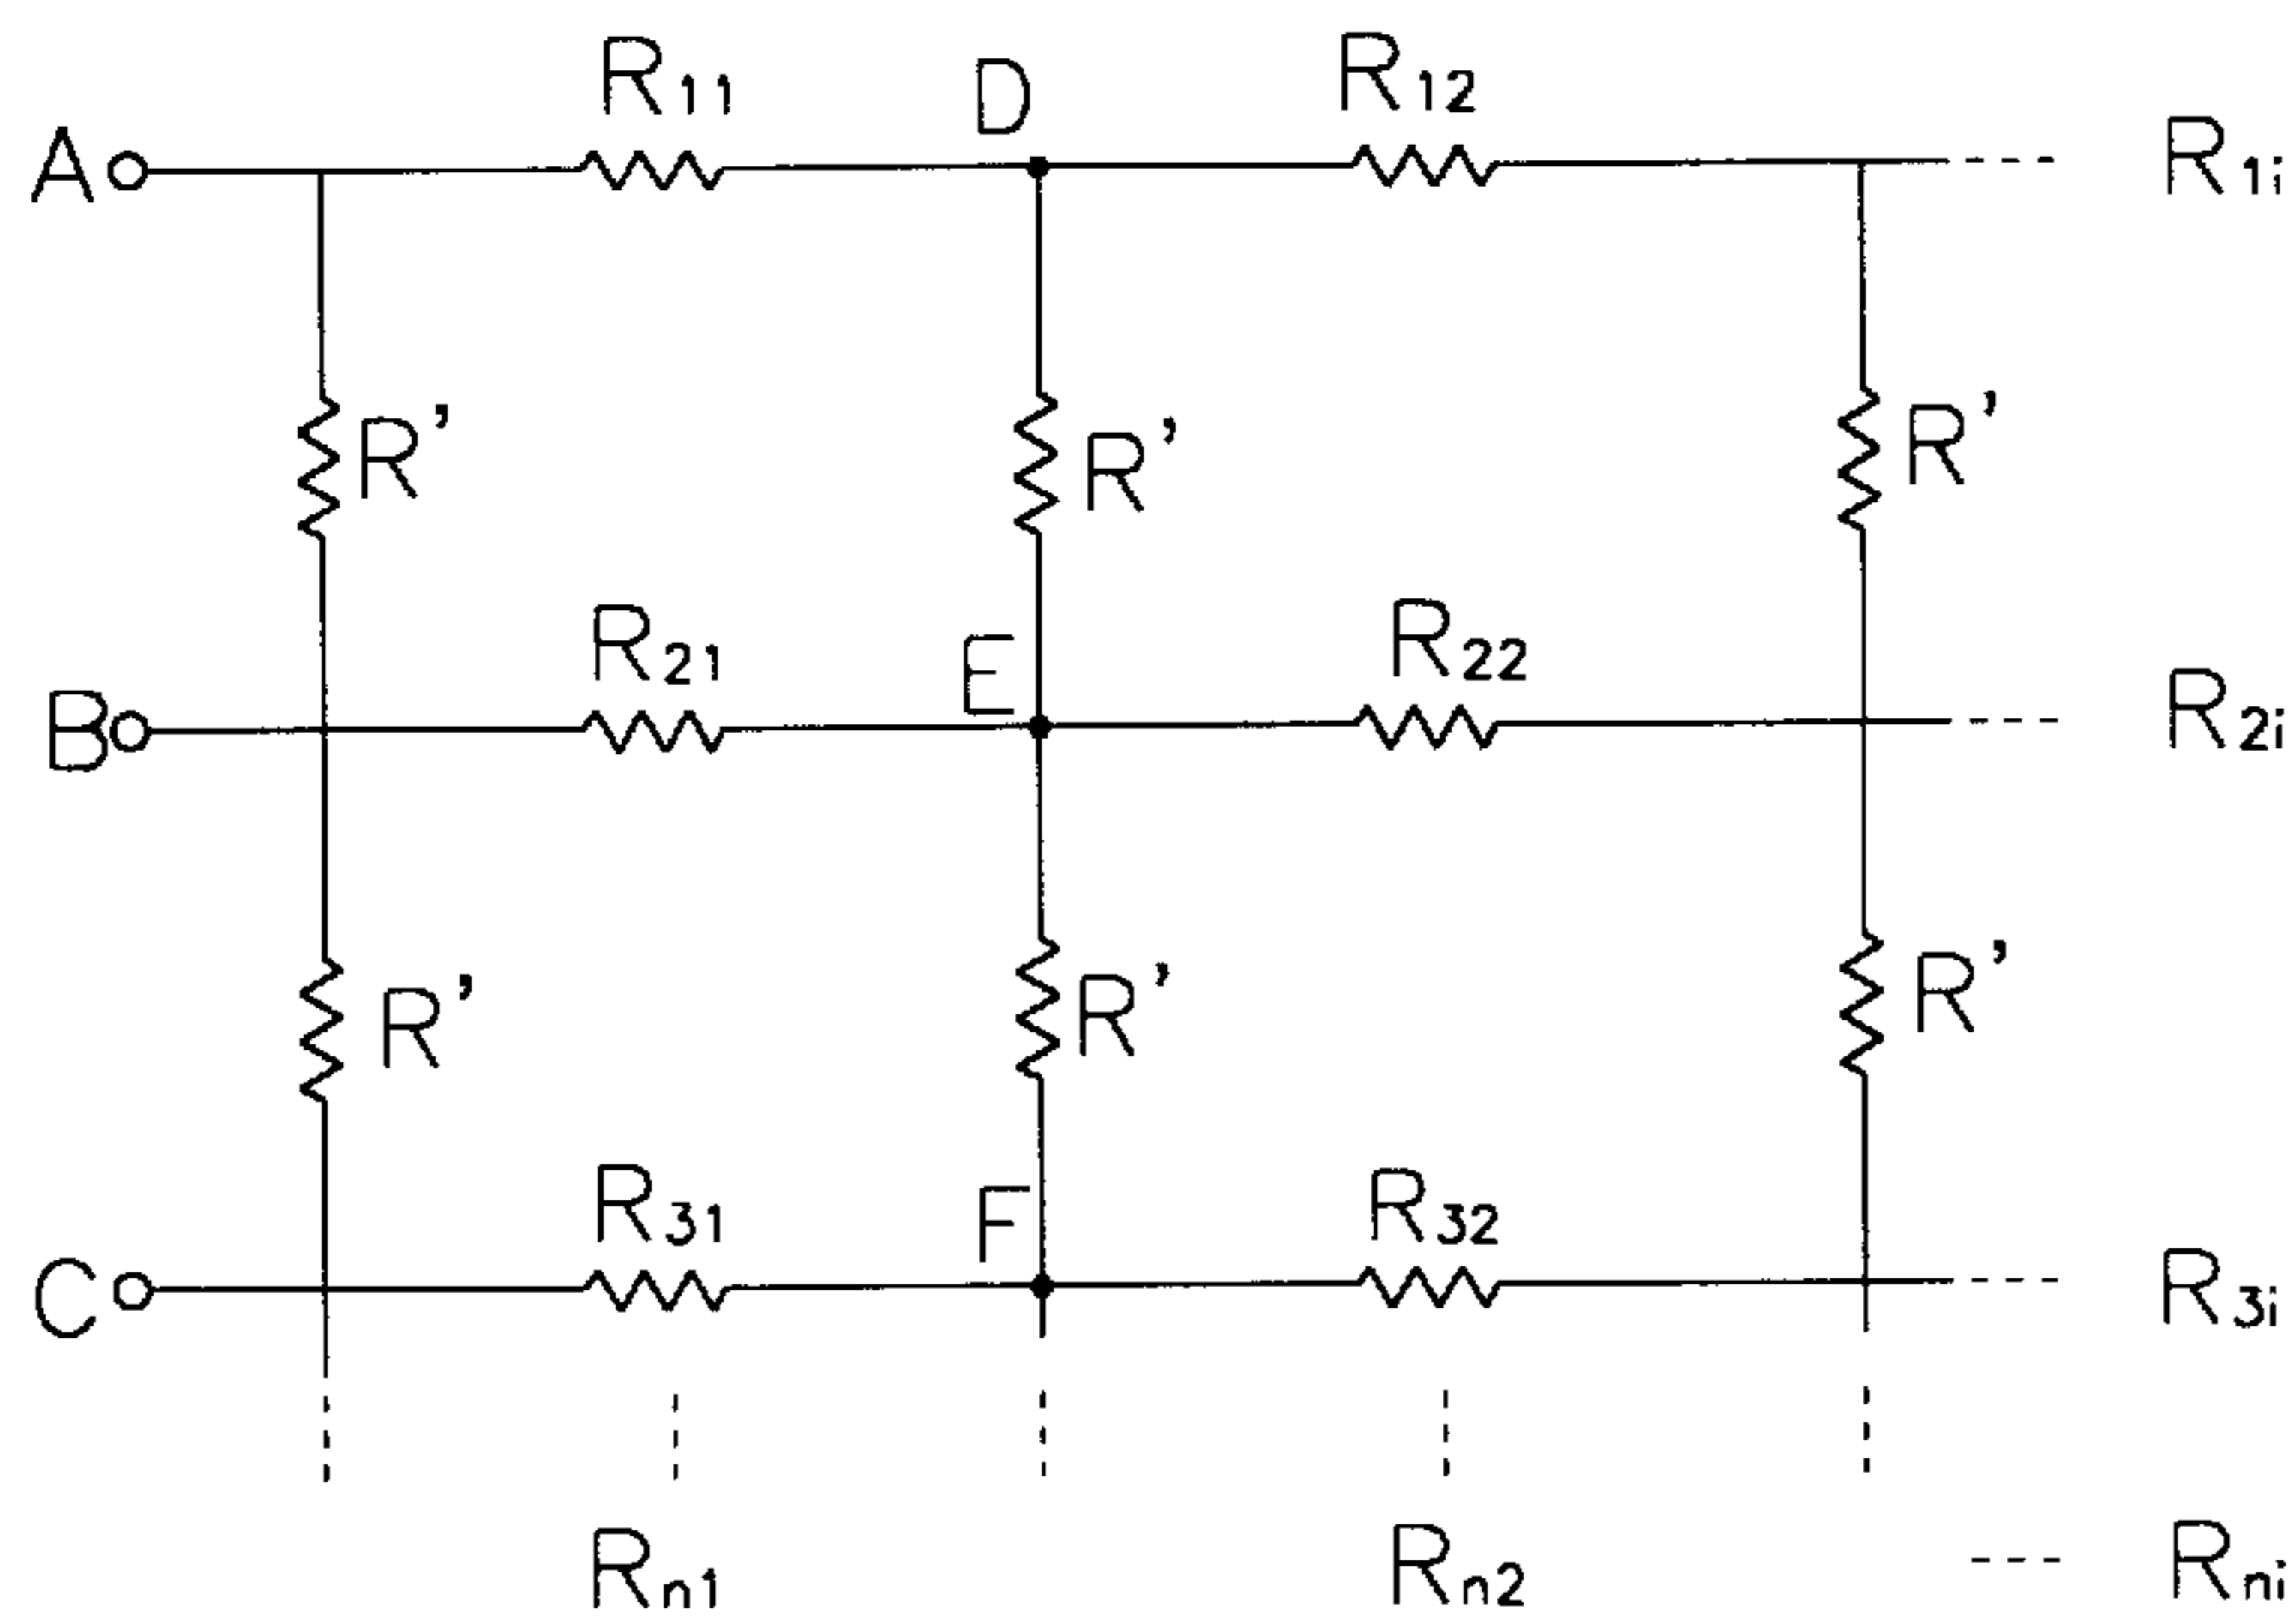 R11 D R12
A R1i
R' R' R'
R21 E R22
B R2i
R' R' R'
R31 F R32
C R3i
Rn1 Rn2 Rni